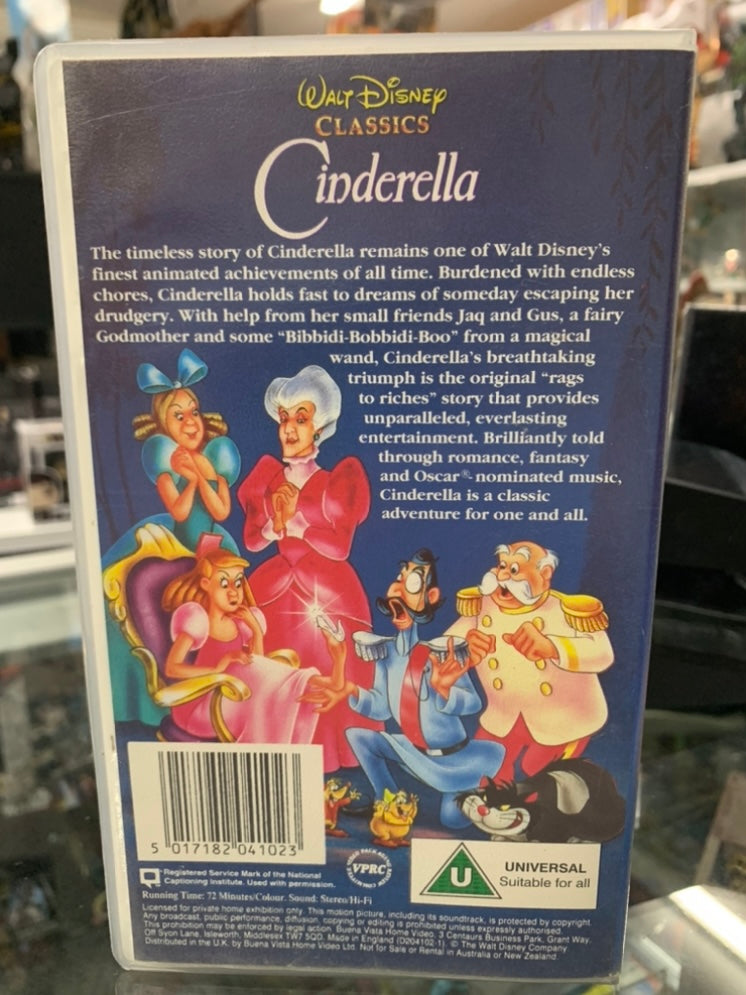 WALT DISNEY
CLASSICS
Cinderella
The timeless story of Cinderella remains one of Walt Disney's
finest animated achievements of all time. Burdened with endless
chores, Cinderella holds fast to dreams of someday escaping her
drudgery. With help from her small friends Jaq and Gus, a fairy
Godmother and some “Bibbidi-Bobbidi-Boo” from a magical
wand, Cinderella's breathtaking
triumph is the original “rags
to riches” story that provides
unparalleled, everlasting
entertainment. Brilliantly told
through romance, fantasy
and Oscar®-nominated music,
Cinderella is a classic
adventure for one and all.
5 017182 041023
Registered Service Mark of the National
Captioning Institute. Used with permission.
VPRC
U
UNIVERSAL
Suitable for all
Running Time: 72 Minutes/Colour. Sound: Stereo/Hi-Fi
Licensed for private home exhibition only. This motion picture, including its soundtrack, is protected by copyright.
Any broadcast, public performance, diffusion, copying or editing is prohibited unless expressly authorised.
This prohibition may be enforced by legal action. Buena Vista Home Video, 3 Centaurs Business Park, Grant Way,
Off Syon Lane, Isleworth, Middlesex TW7 5QD. Made in England (D204102-1). © The Walt Disney Company
Distributed in the U.K. by Buena Vista Home Video Ltd. Not for Sale or Rental in Australia or New Zealand.